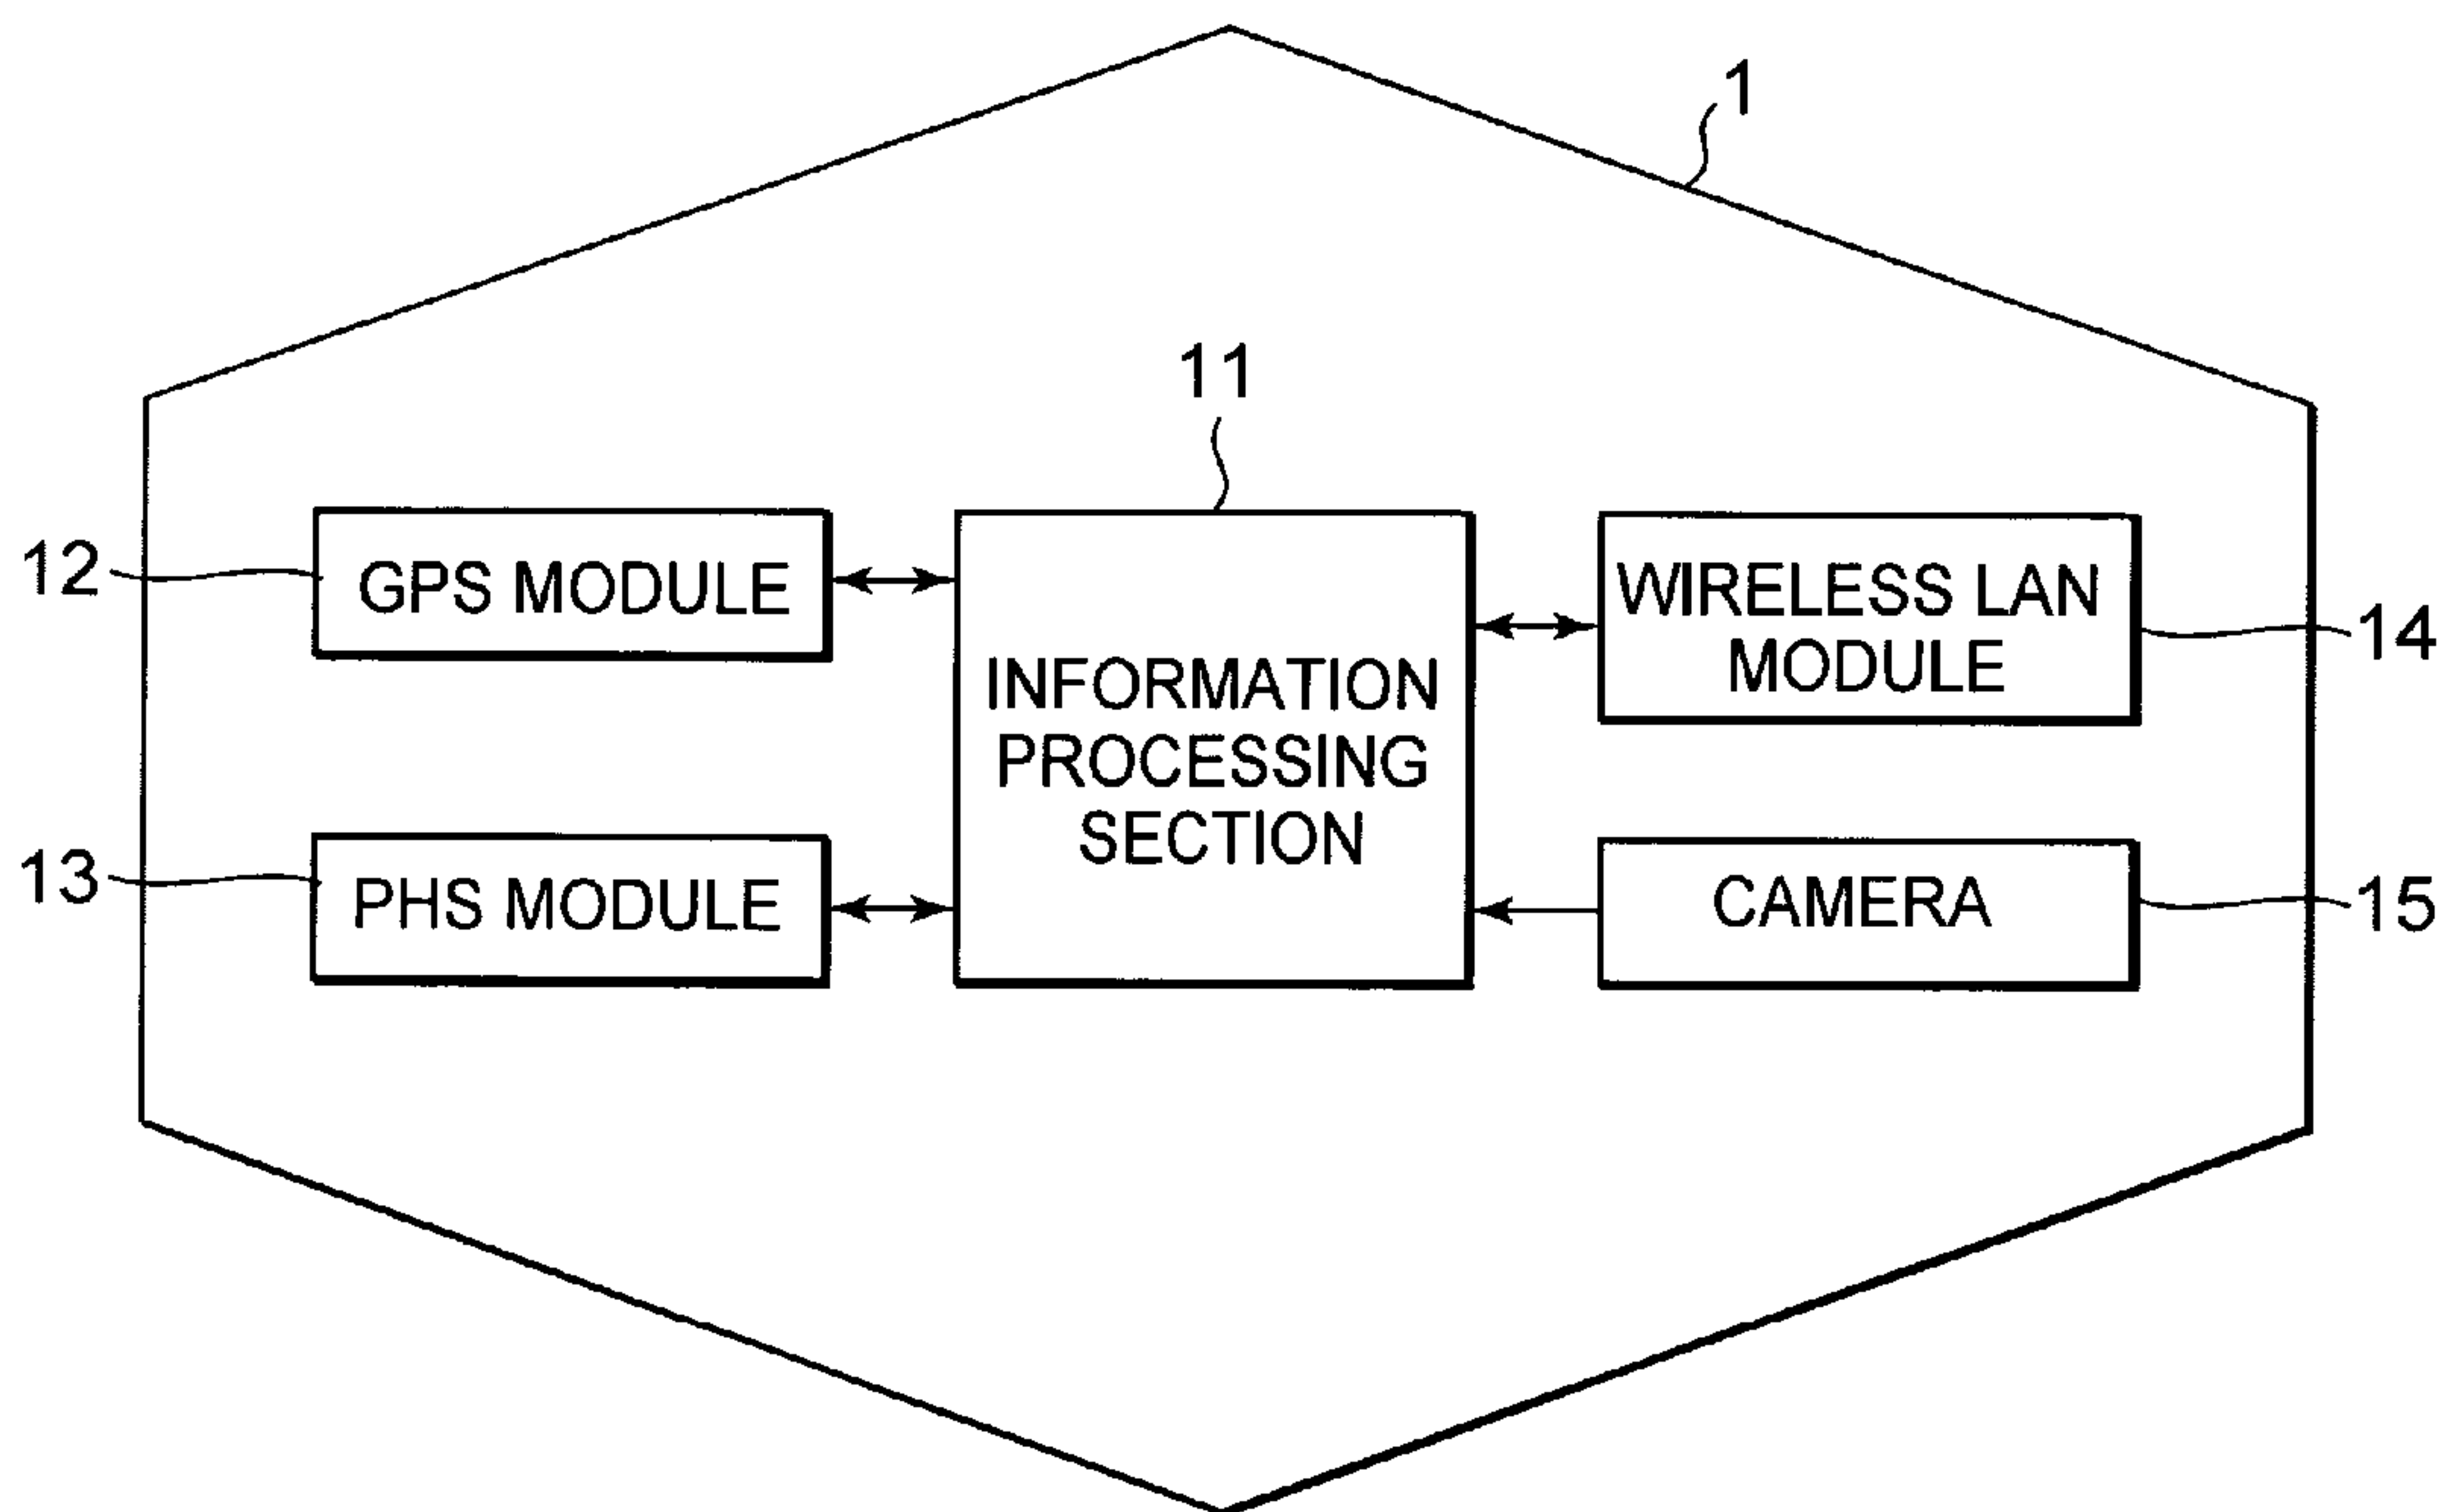 1
11
12
GPS MODULE
WIRELESS LAN
MODULE
14
INFORMATION
PROCESSING
SECTION
13
PHS MODULE
CAMERA
15